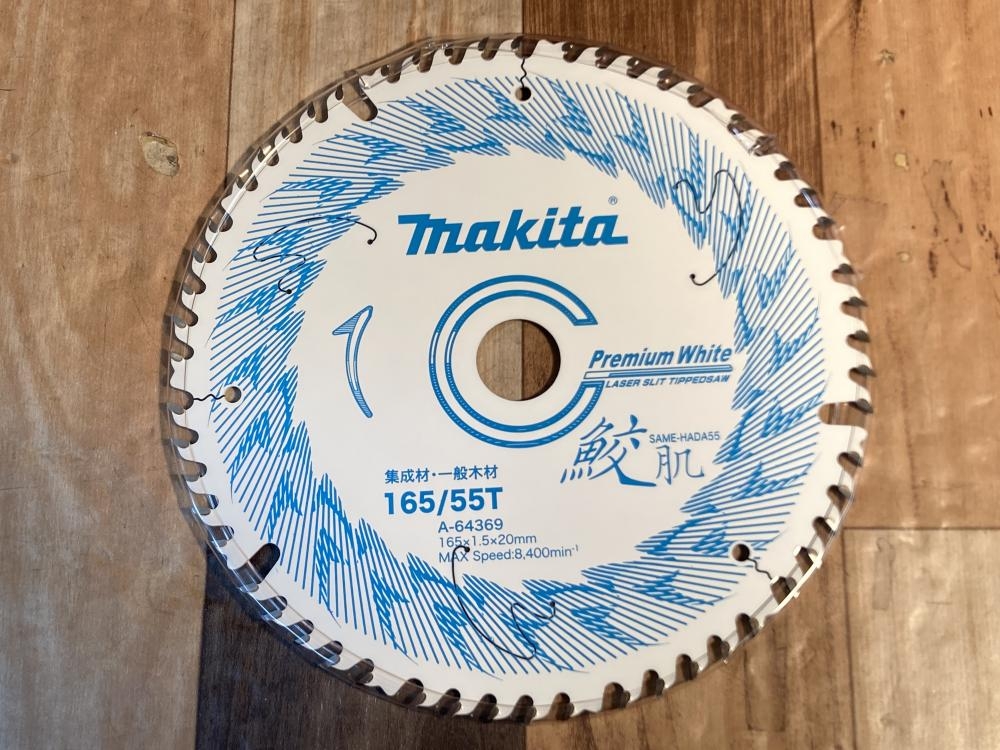 makita®
Premium White
LASER SLIT TIPPEDSAW
鮫肌
SAME-HADA55
集成材・一般木材
165/55T
A-64369
165×1.5×20mm
MAX Speed:8,400min⁻¹